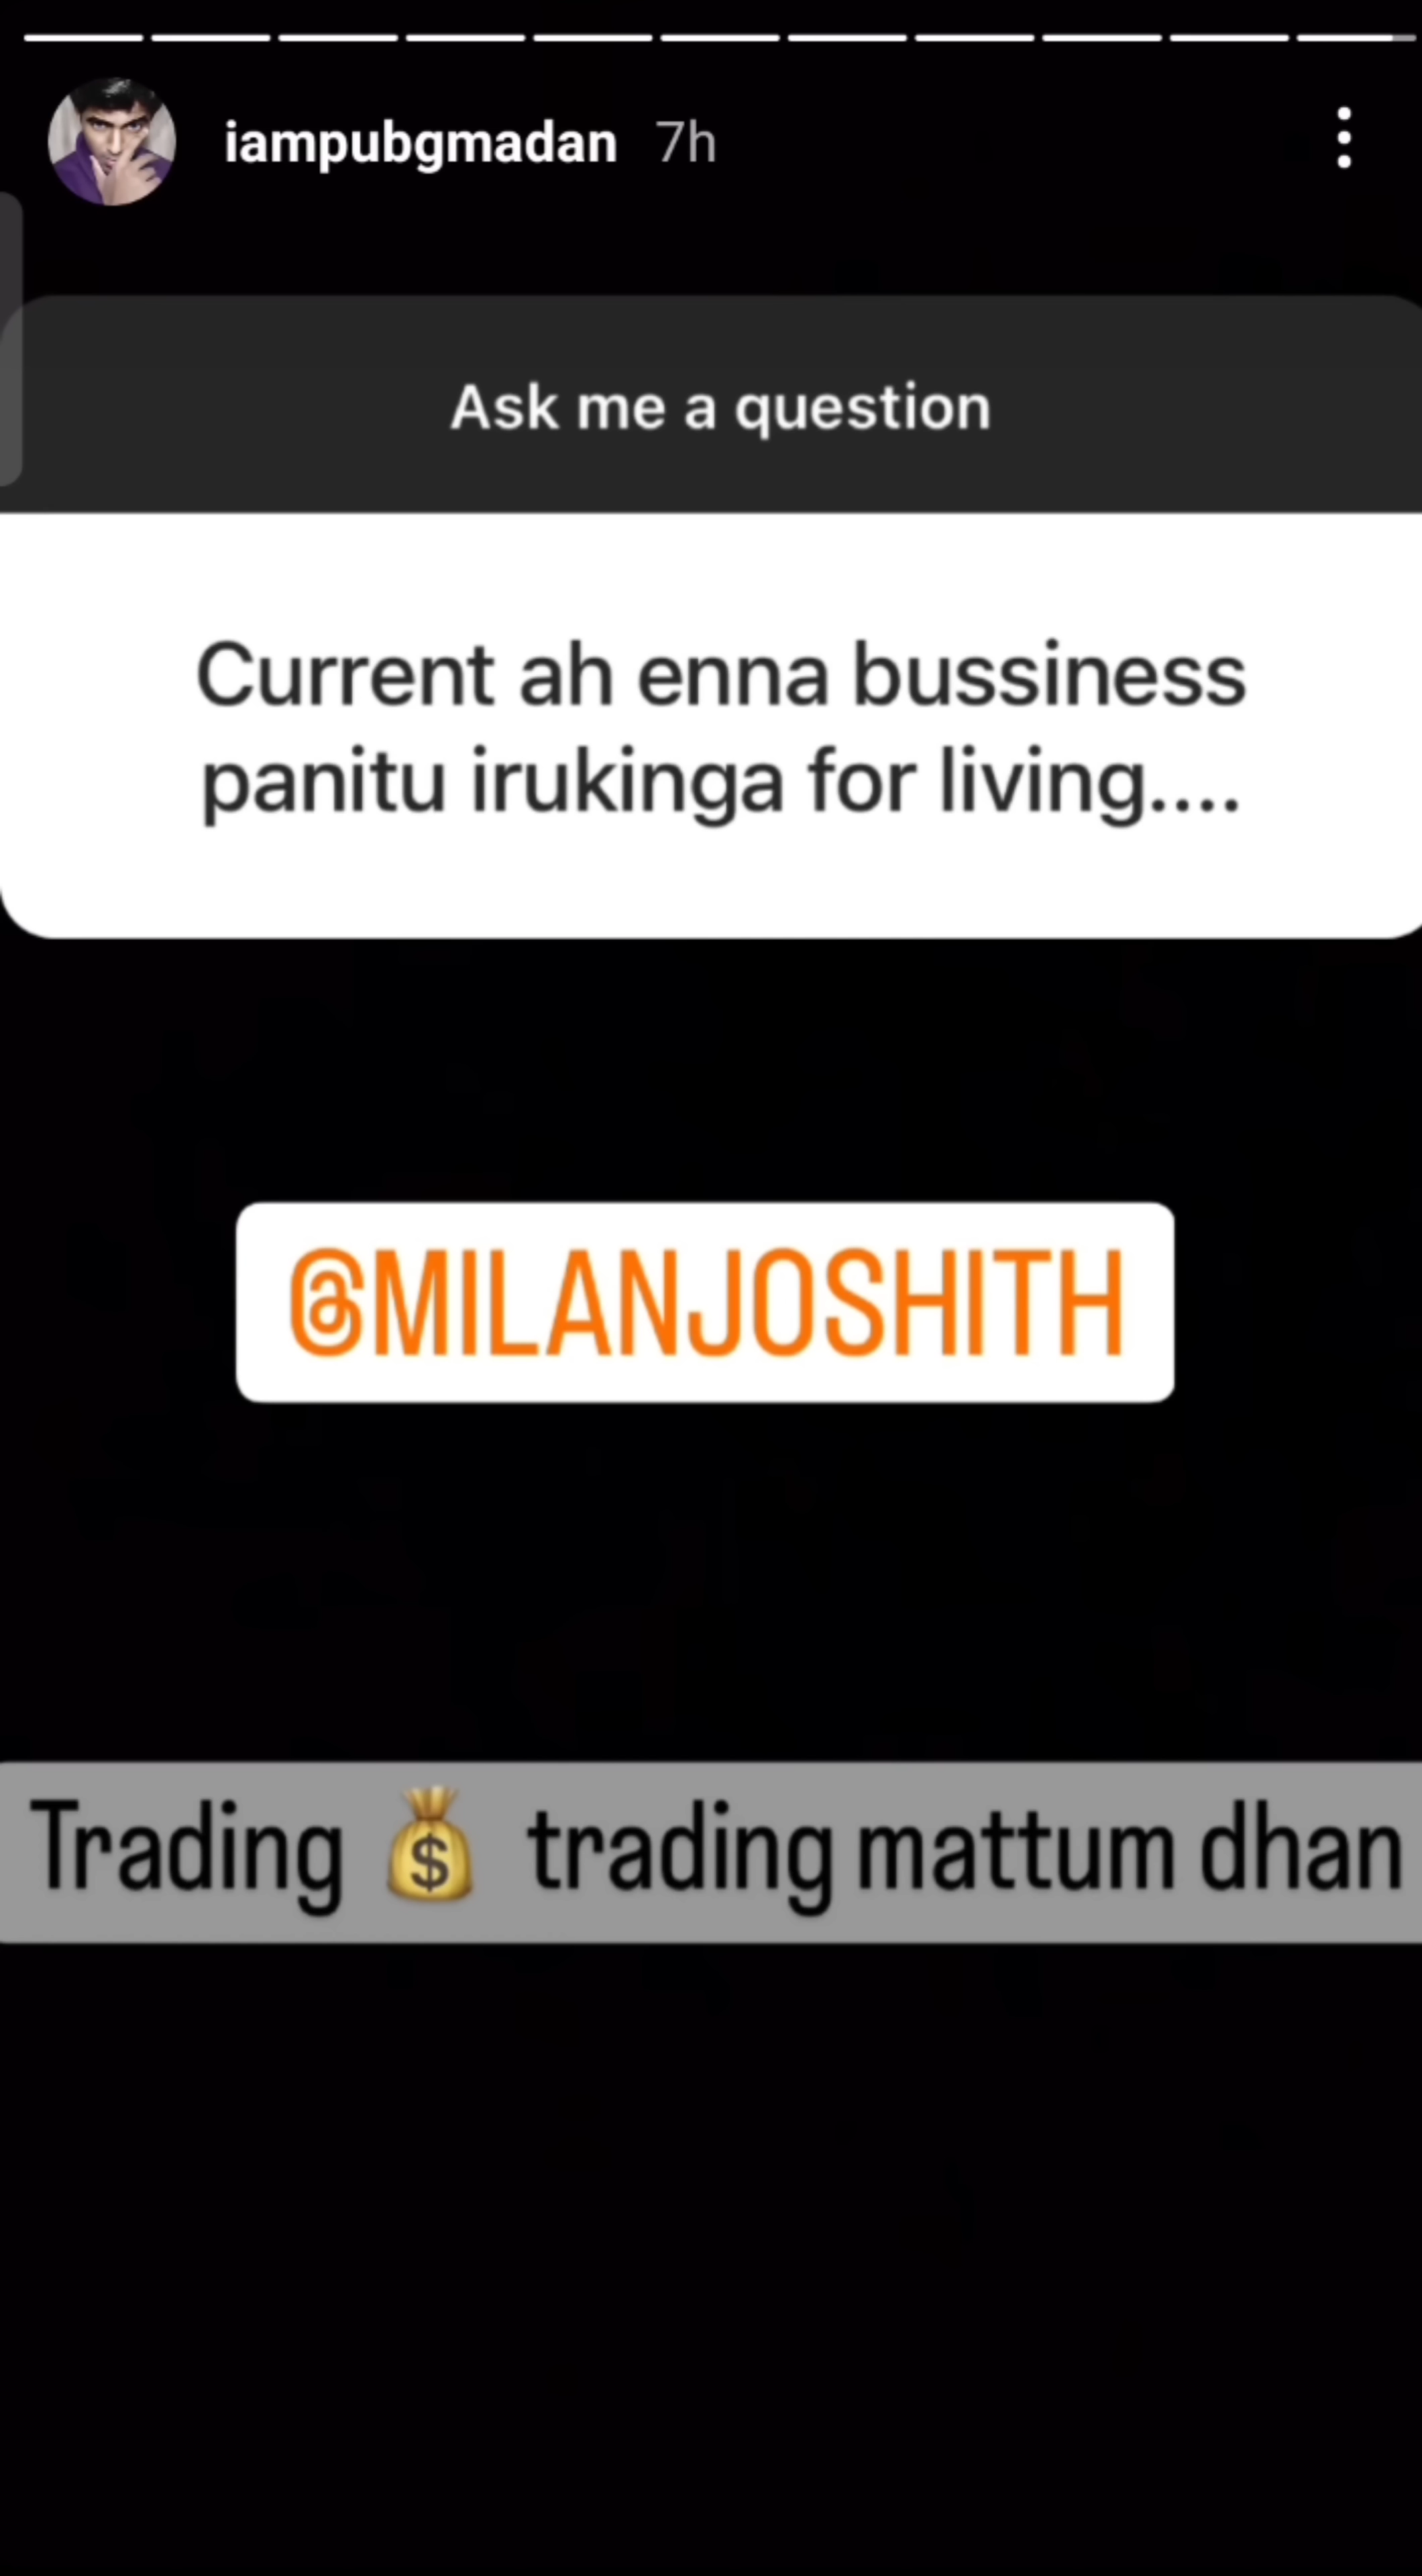 iampubgmadan 7h
Ask me a question
Current ah enna bussiness
panitu irukinga for living....
@MILANJOSHITH
Trading 💰 trading mattum dhan